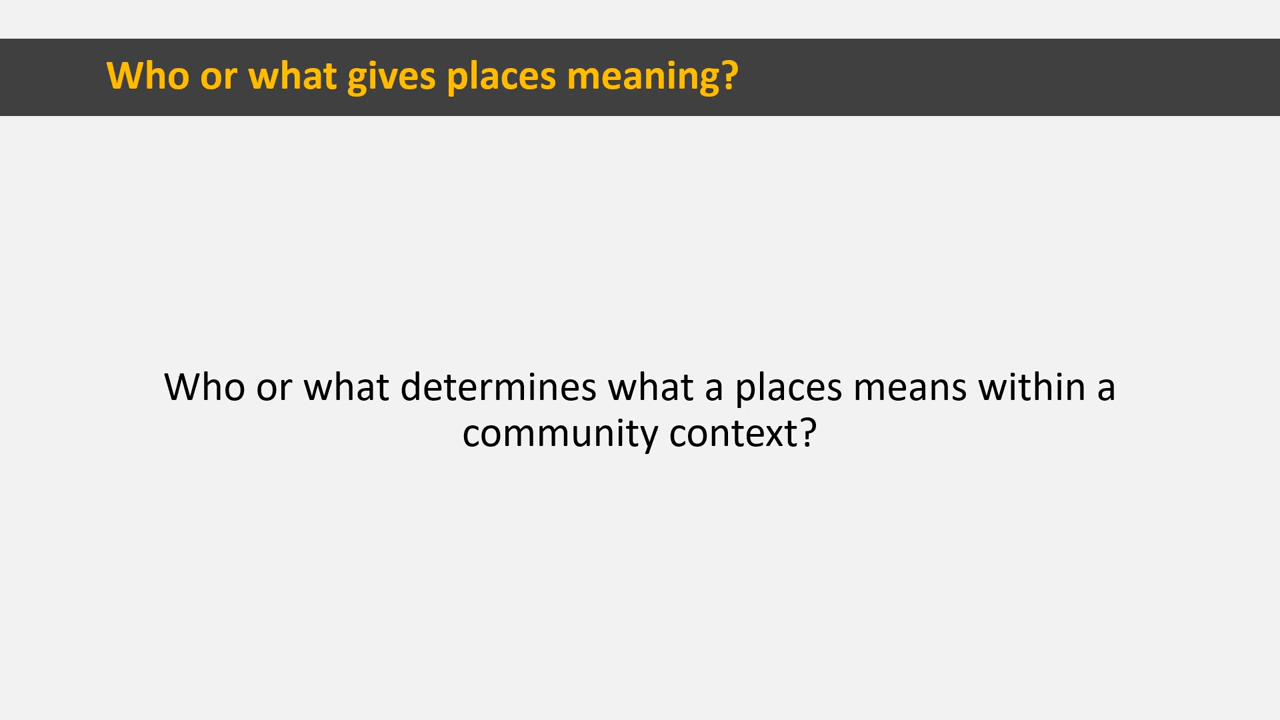 Who or what gives places meaning?
Who or what determines what a places means within a
community context?